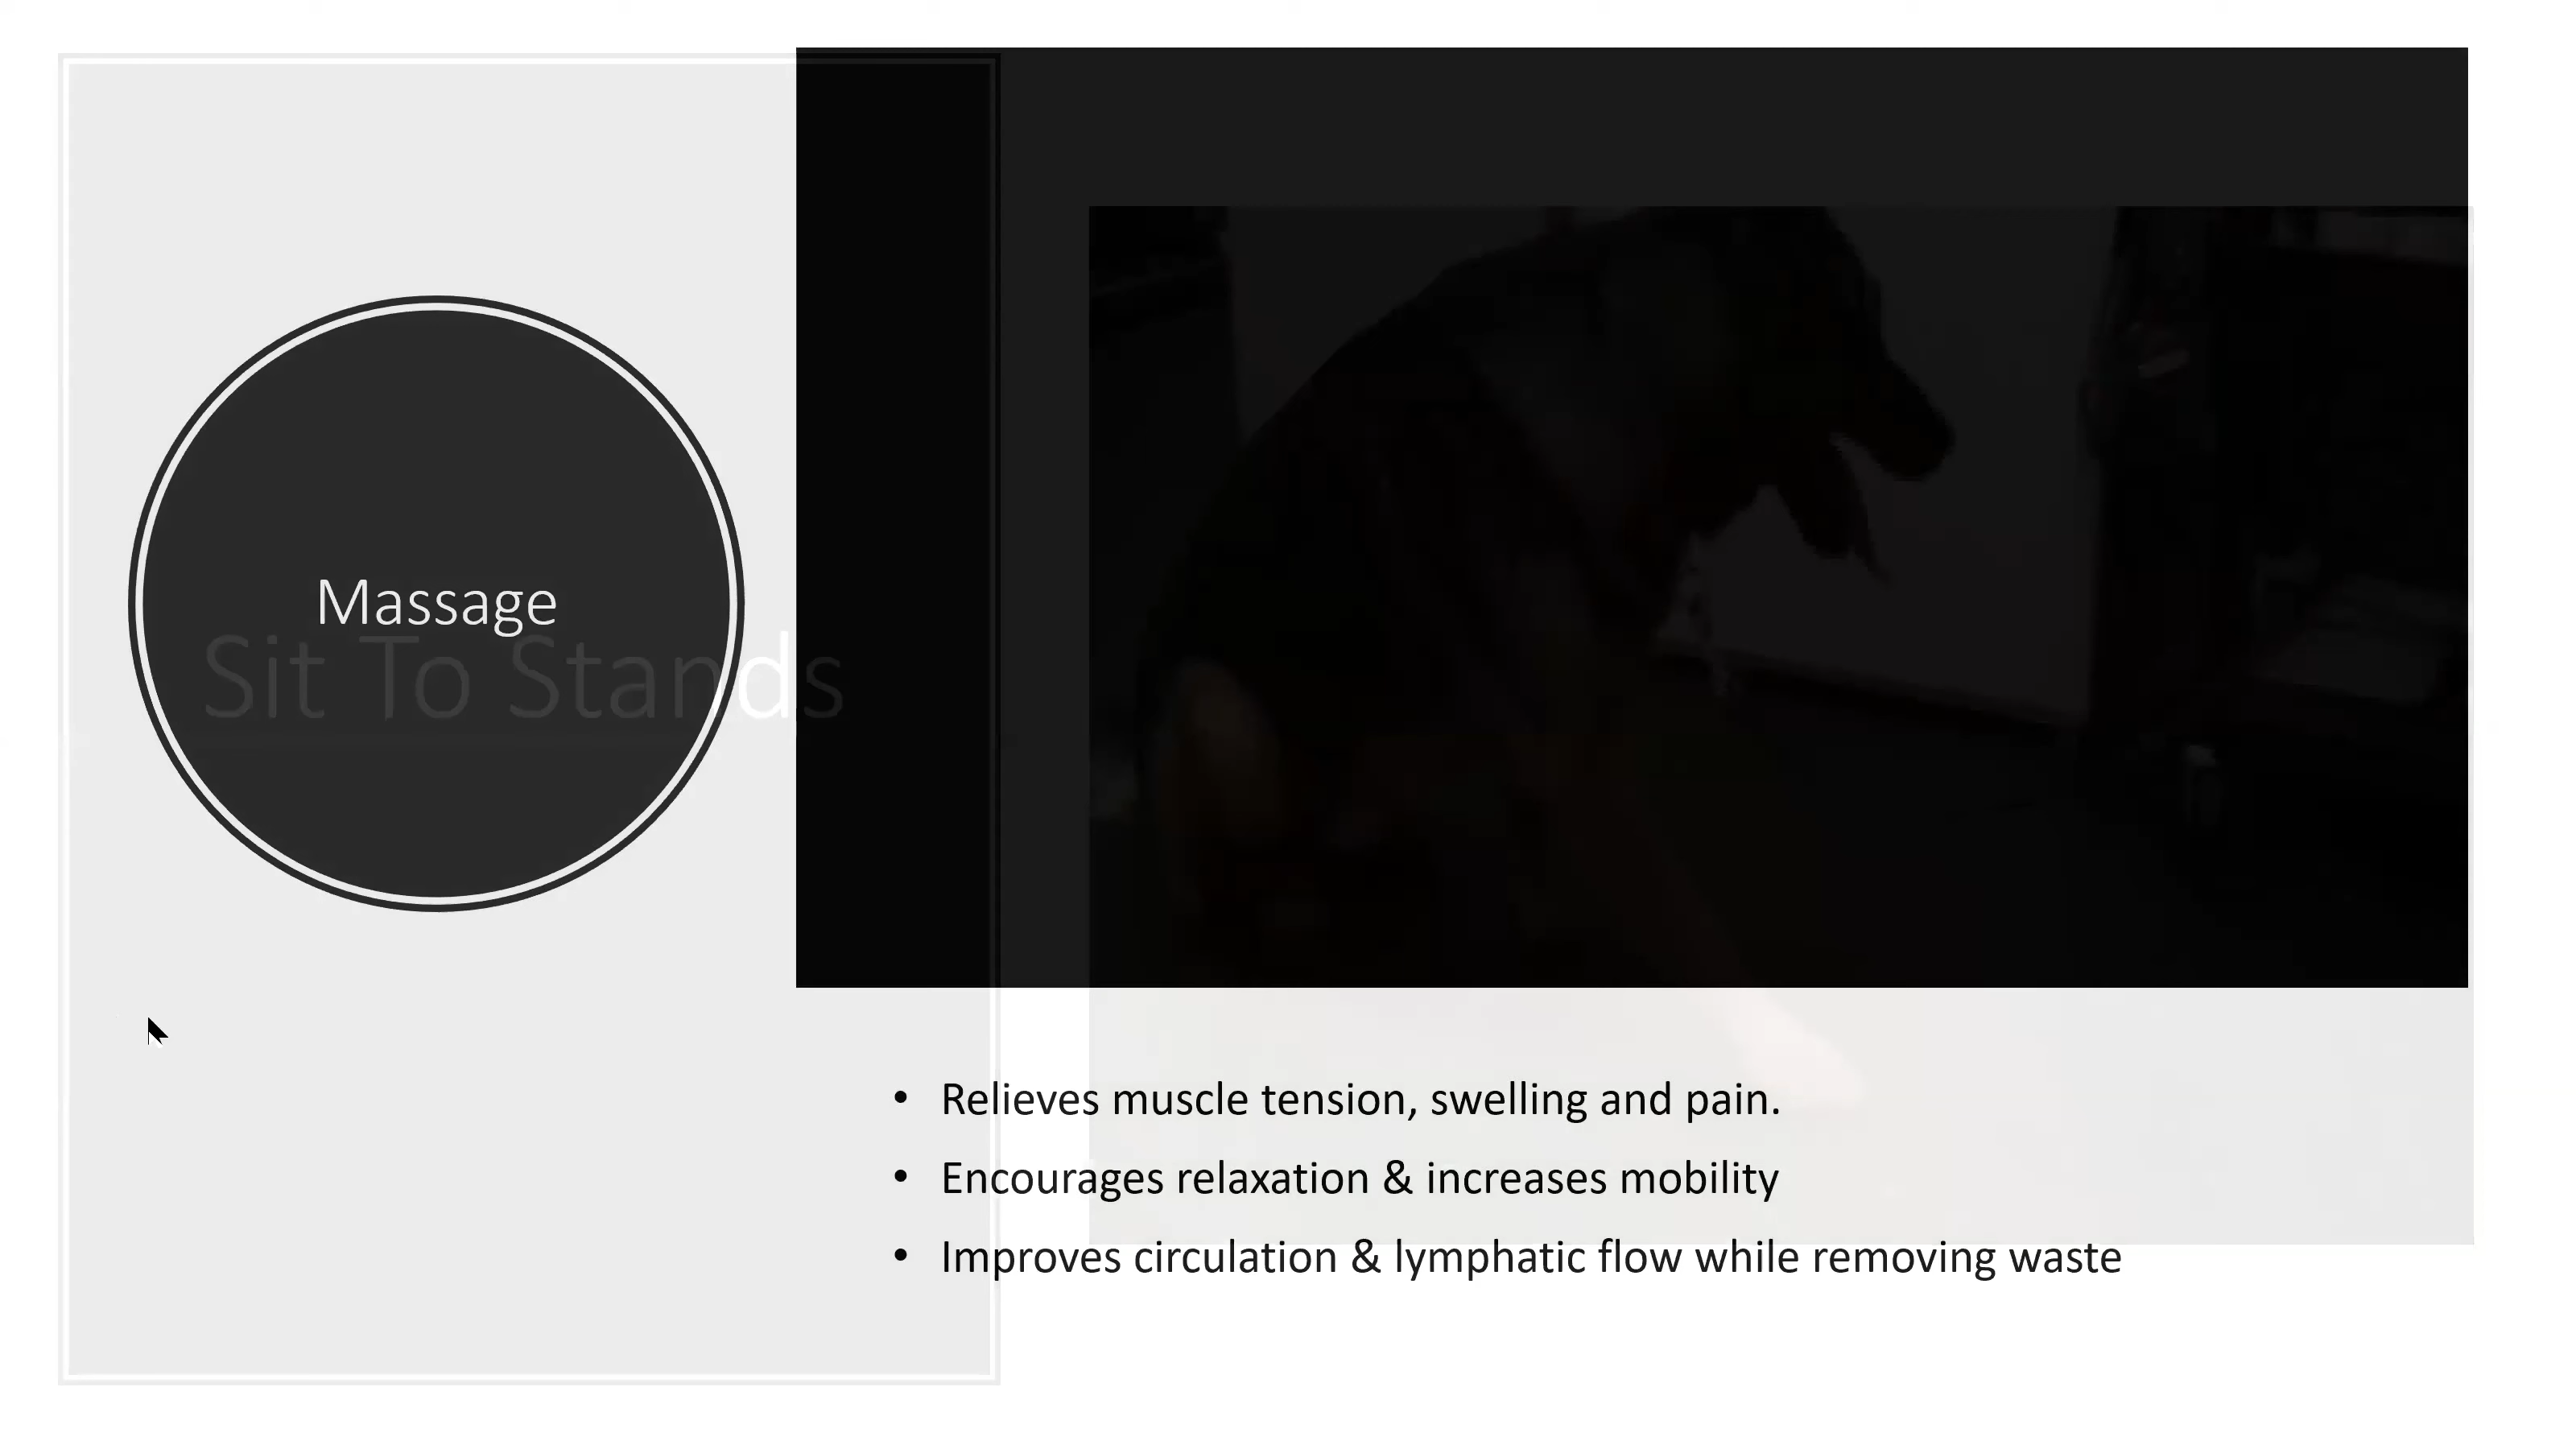 Massage
Sit To Stands
• Relieves muscle tension, swelling and pain.
• Encourages relaxation & increases mobility
• Improves circulation & lymphatic flow while removing waste